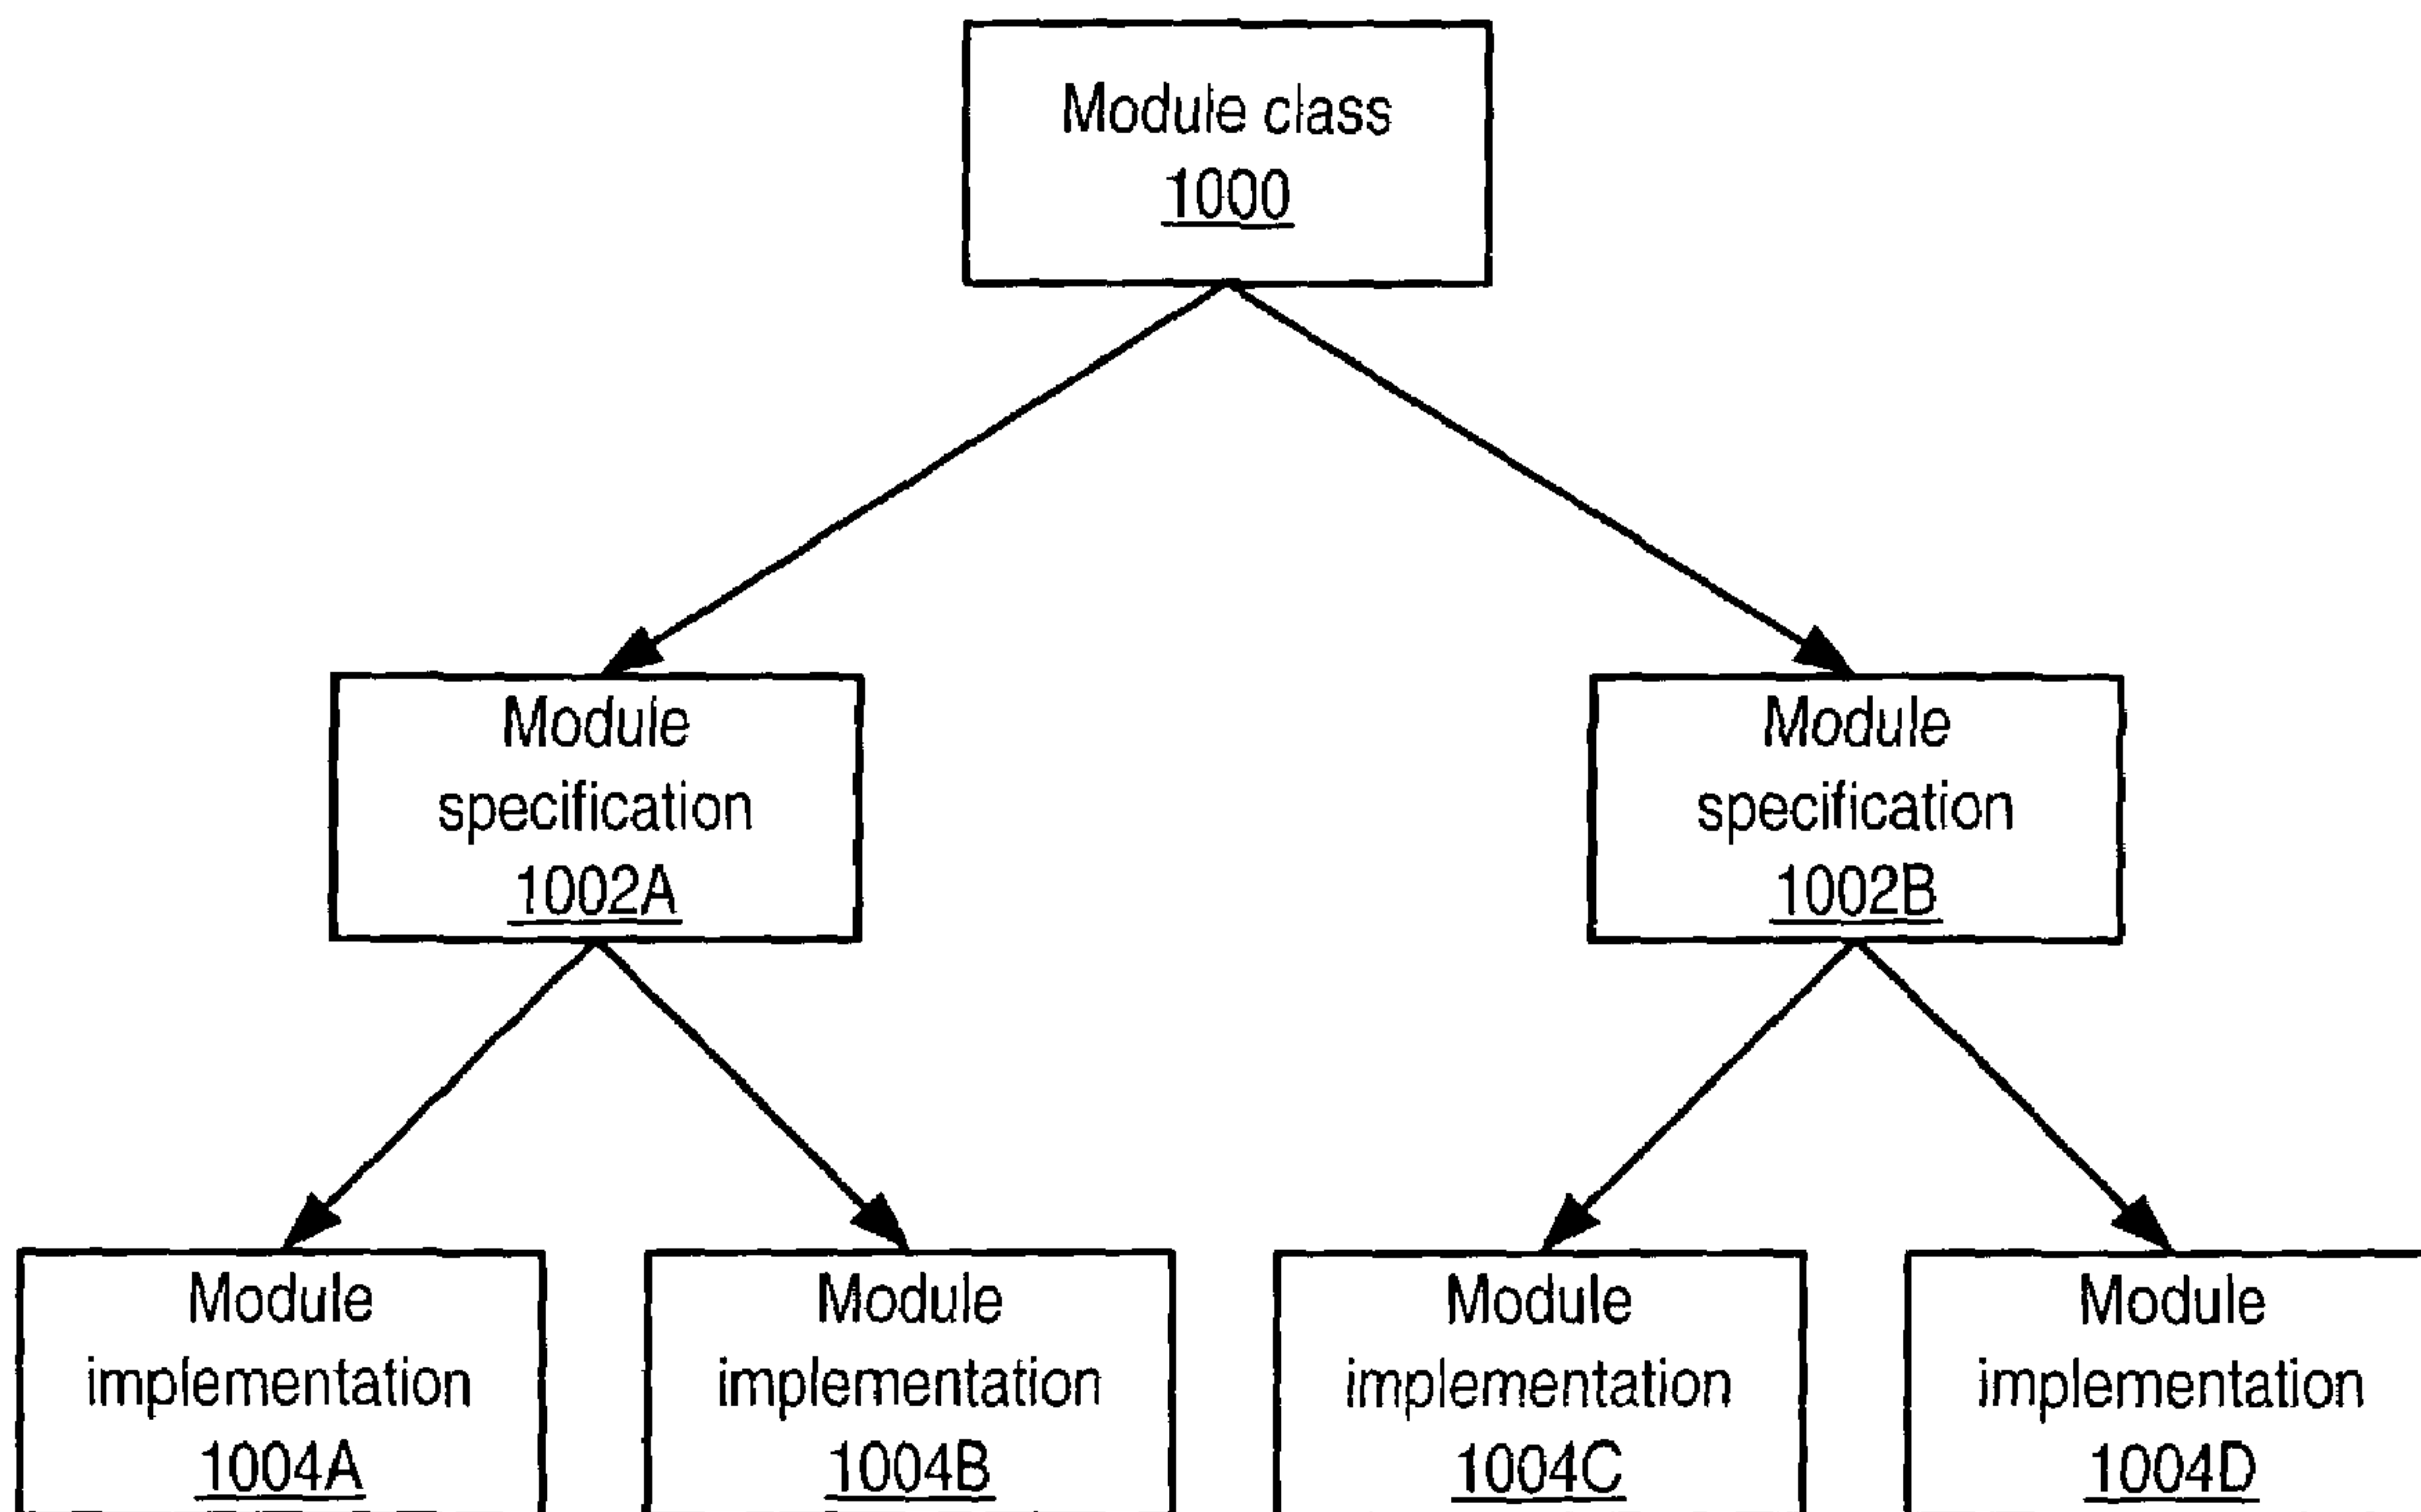 Module class
1000
Module
specification
1002A
Module
specification
1002B
Module
implementation
1004A
Module
implementation
1004B
Module
implementation
1004C
Module
implementation
1004D